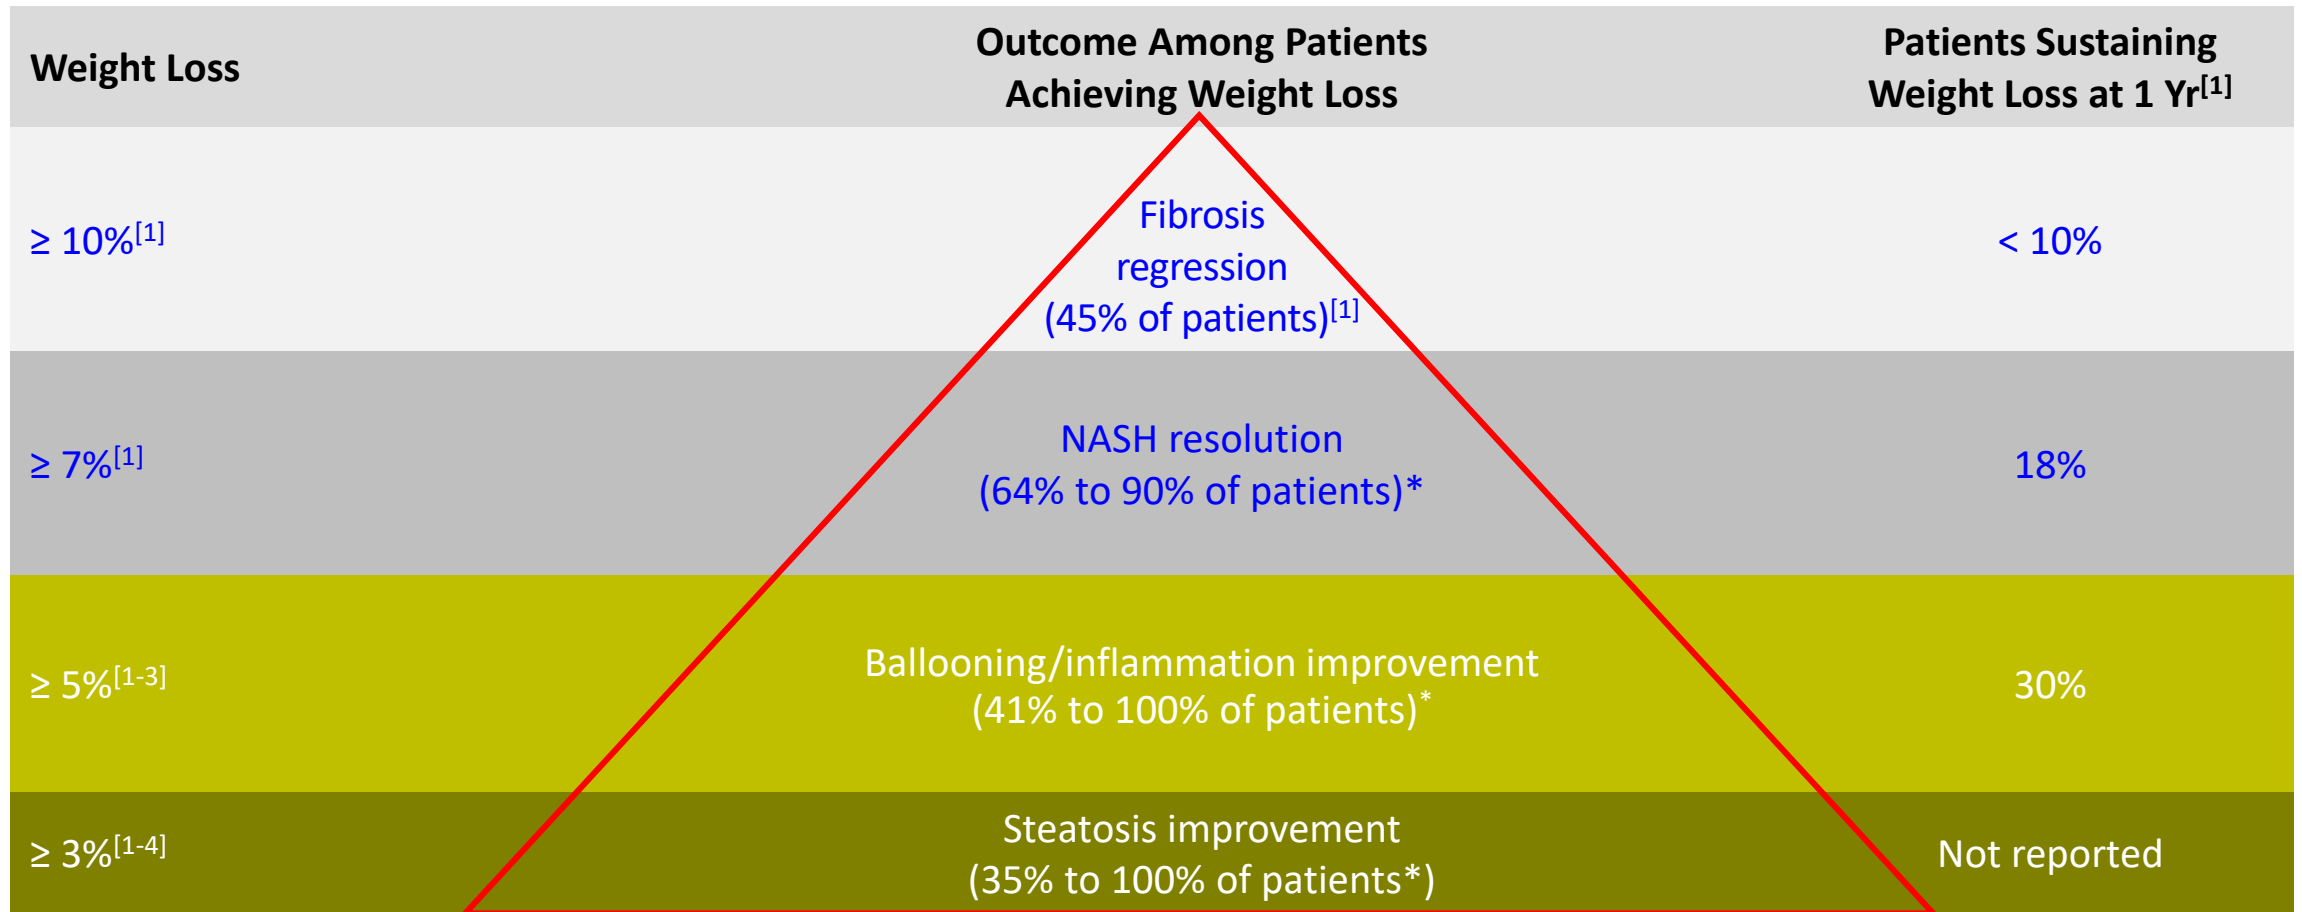 Weight Loss
Outcome Among Patients
Achieving Weight Loss
Patients Sustaining
Weight Loss at 1 Yr[1]
≥ 10%[1]
Fibrosis
regression
(45% of patients)[1]
< 10%
≥ 7%[1]
NASH resolution
(64% to 90% of patients)*
18%
≥ 5%[1-3]
Ballooning/inflammation improvement
(41% to 100% of patients)*
30%
≥ 3%[1-4]
Steatosis improvement
(35% to 100% of patients*)
Not reported